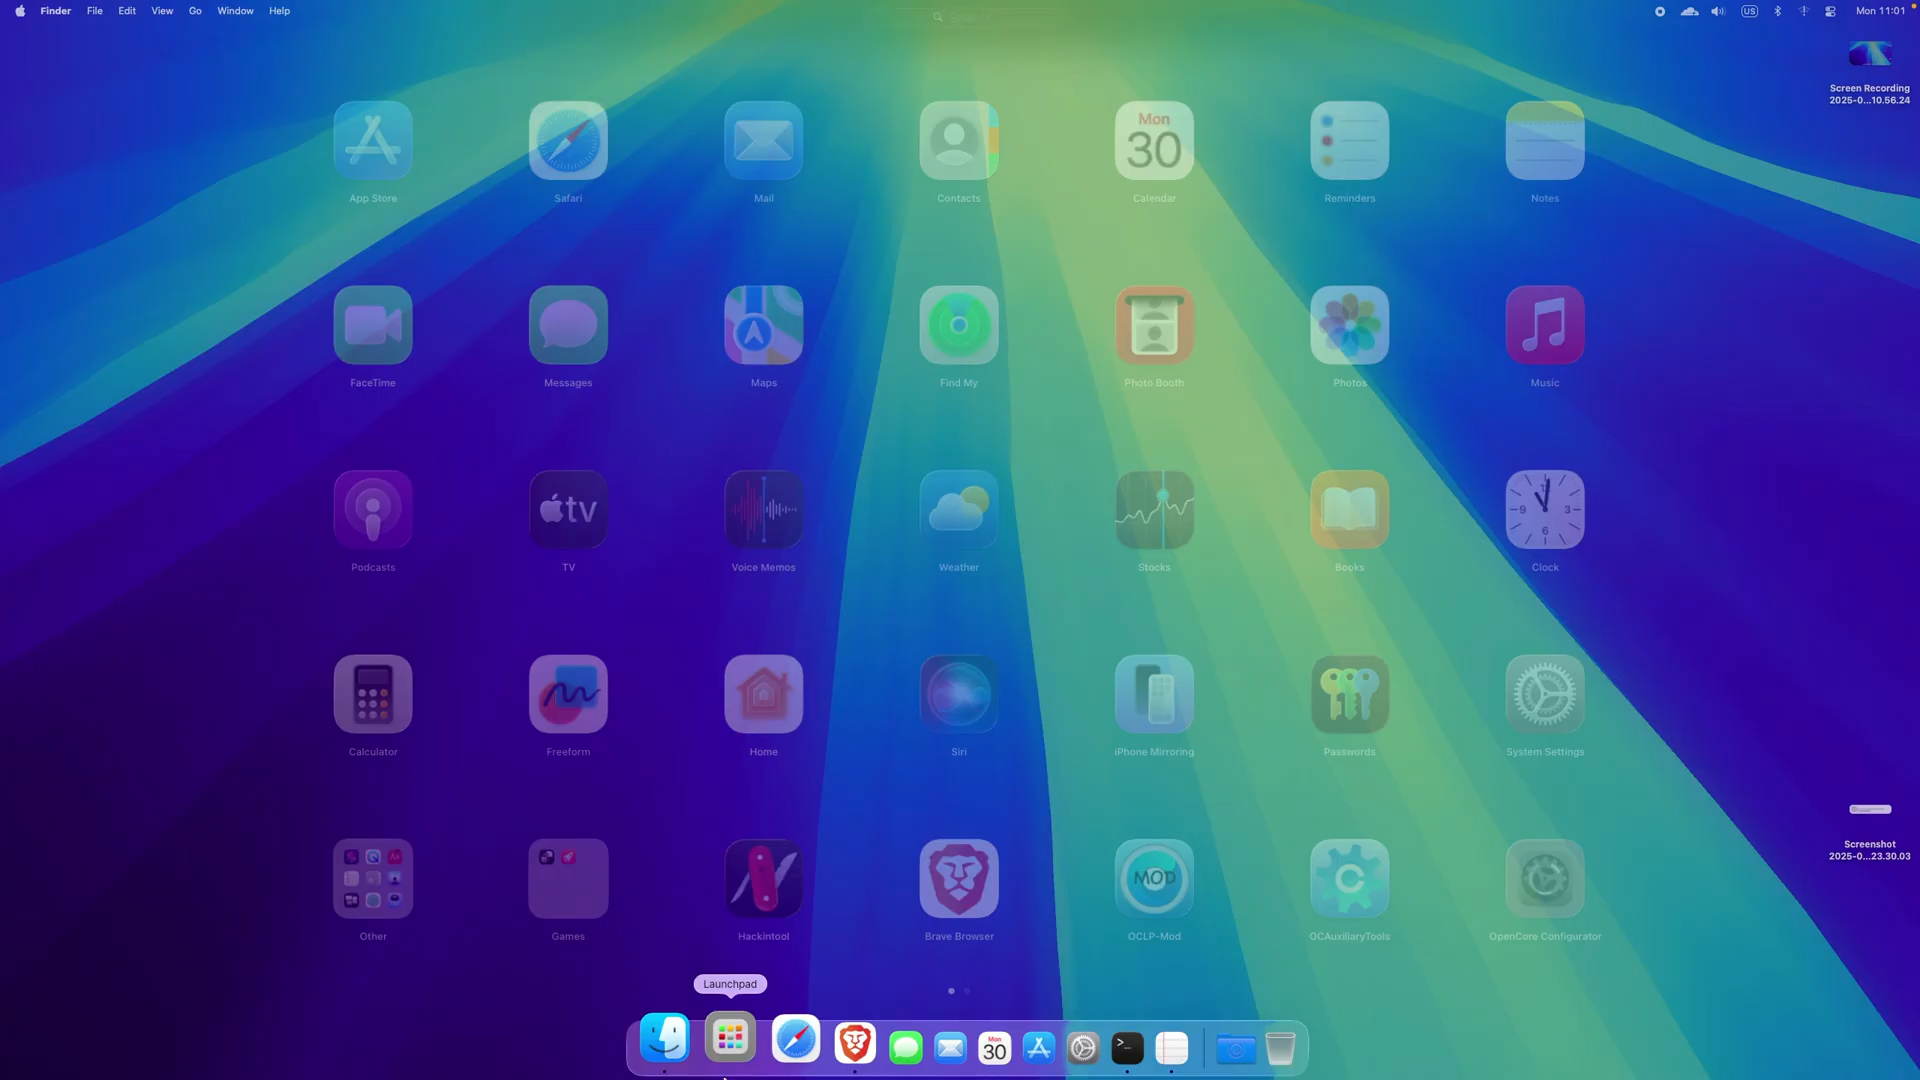 Finder File Edit View Go Window Help
US Mon 11:01
Screen Recording
2025-0...10.56.24
Mon
30
App Store Safari Mail Contacts Calendar Reminders Notes
FaceTime Messages Maps Find My Photo Booth Photos Music
tv
9 3
6
Podcasts TV Voice Memos Weather Stocks Books Clock
Calculator Freeform Home Siri iPhone Mirroring Passwords System Settings
Screenshot
2025-0...23.30.03
MOD
C
Other Games Hackintool Brave Browser OCLP-Mod OCAuxiliaryTools OpenCore Configurator
Launchpad
Mon
30
>_